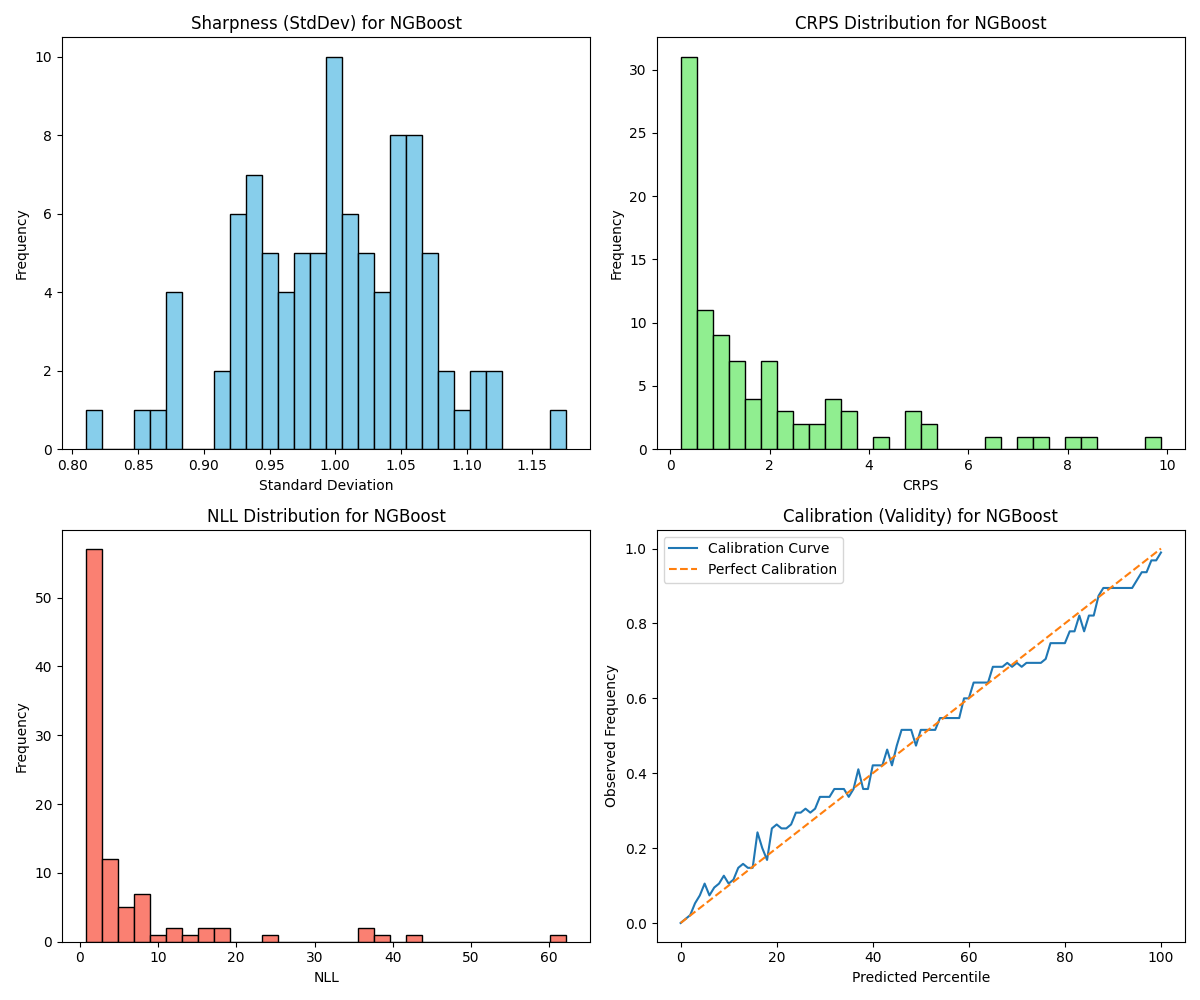 Sharpness (StdDev) for NGBoost
10
8
6
4
2
0
Frequency
0.80 0.85 0.90 0.95 1.00 1.05 1.10 1.15
Standard Deviation
CRPS Distribution for NGBoost
30
25
20
15
10
5
0
Frequency
0 2 4 6 8 10
CRPS
NLL Distribution for NGBoost
50
40
30
20
10
0
Frequency
0 10 20 30 40 50 60
NLL
Calibration (Validity) for NGBoost
Calibration Curve
Perfect Calibration
1.0
0.8
0.6
0.4
0.2
0.0
Observed Frequency
0 20 40 60 80 100
Predicted Percentile